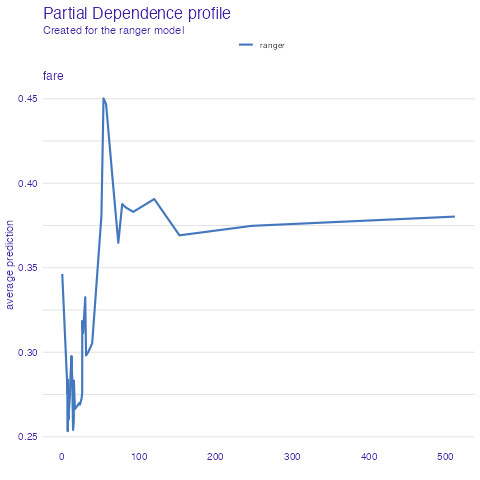 Partial Dependence profile
Created for the ranger model
ranger
fare
0.45
0.40
0.35
0.30
0.25
average prediction
0 100 200 300 400 500